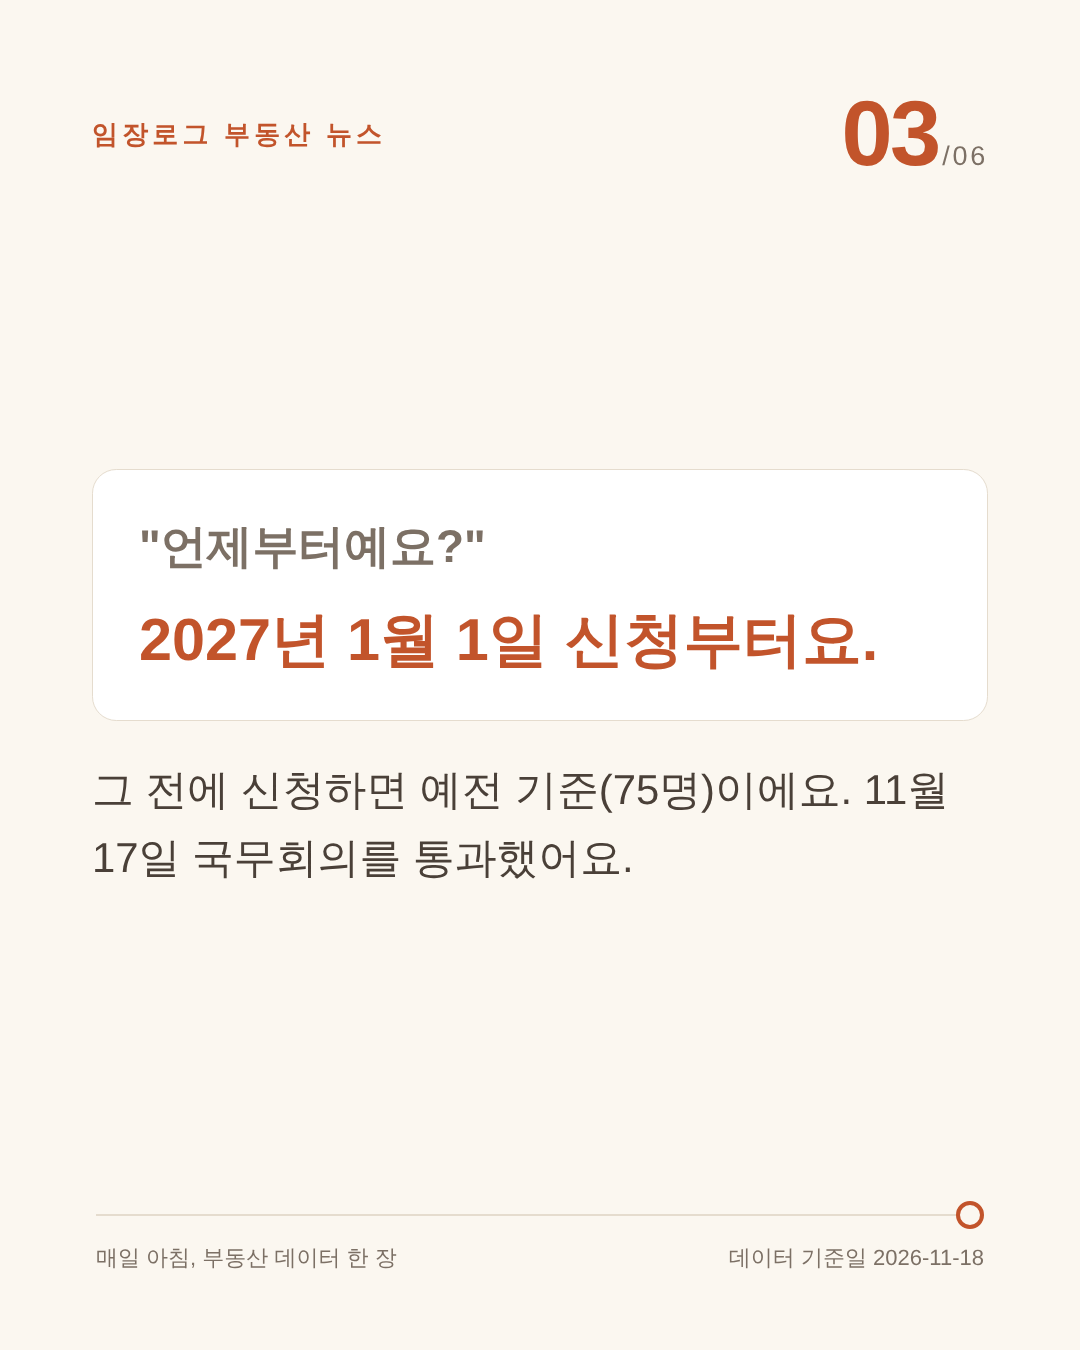 임장로그 부동산 뉴스
03/06
"언제부터예요?"
2027년 1월 1일 신청부터요.
그 전에 신청하면 예전 기준(75명)이에요. 11월
17일 국무회의를 통과했어요.
매일 아침, 부동산 데이터 한 장
데이터 기준일 2026-11-18